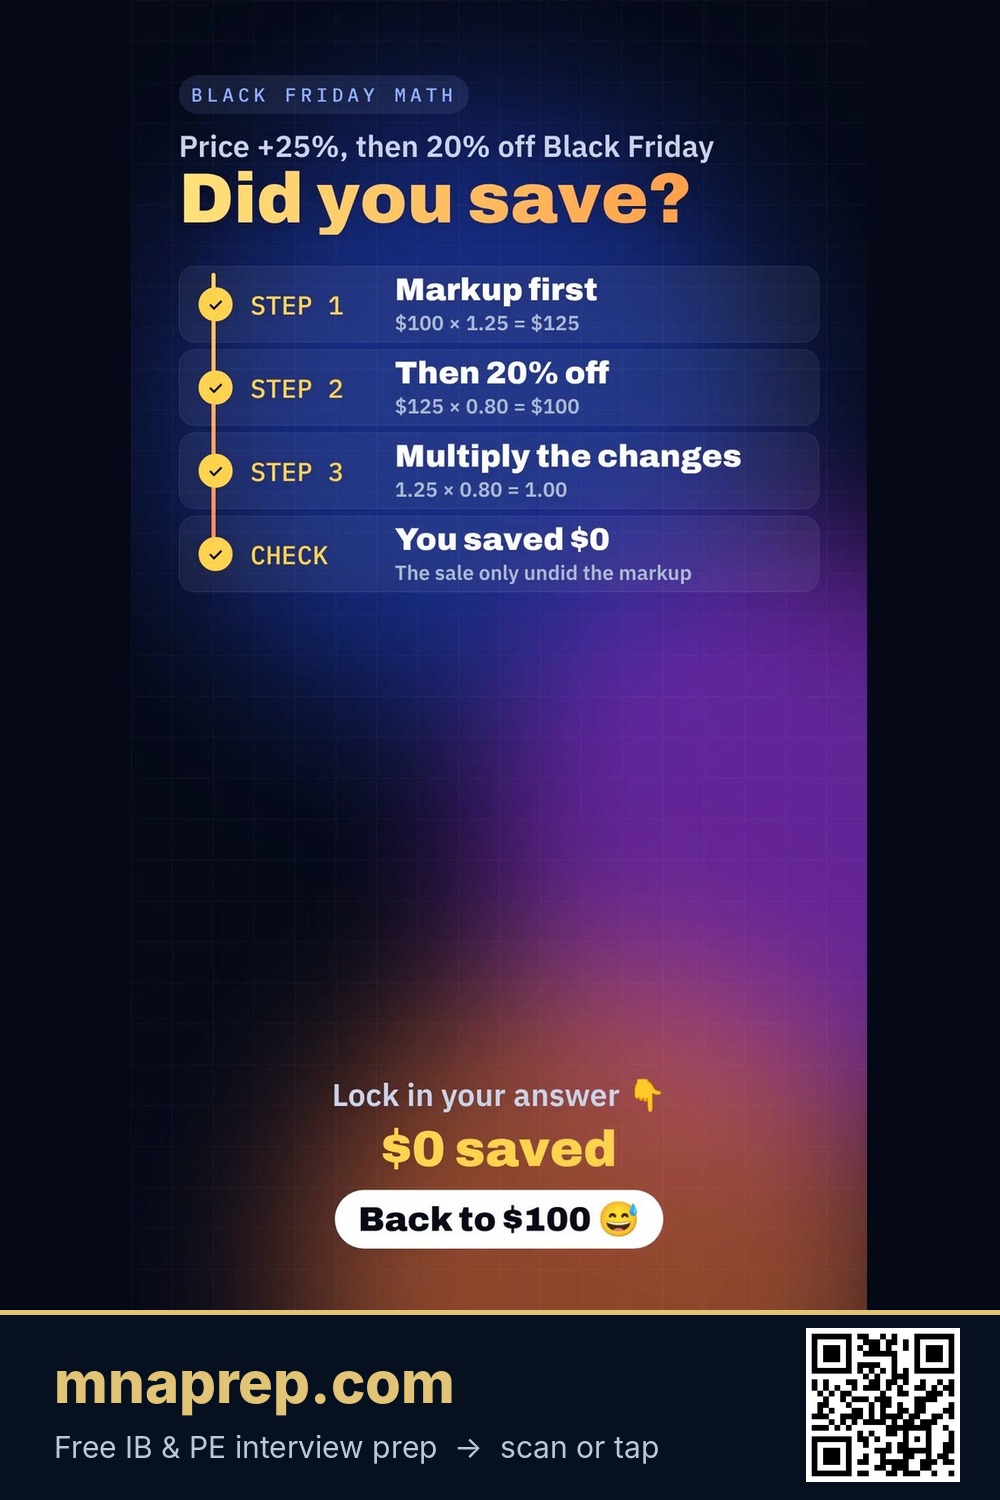 BLACK FRIDAY MATH
Price +25%, then 20% off Black Friday
Did you save?
STEP 1
Markup first
$100 × 1.25 = $125
STEP 2
Then 20% off
$125 × 0.80 = $100
STEP 3
Multiply the changes
1.25 × 0.80 = 1.00
CHECK
You saved $0
The sale only undid the markup
Lock in your answer 👇
$0 saved
Back to $100 😅
mnaprep.com
Free IB & PE interview prep → scan or tap